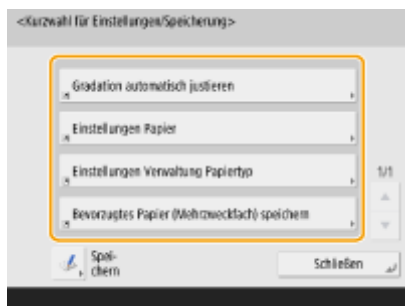 <Kurzwahl für Einstellungen/Speicherung>
Gradation automatisch justieren
Einstellungen Papier
Einstellungen Verwaltung Papiertyp
1/1
Bevorzugtes Papier (Mehrzweckfach) speichern
Spei-
chern
Schließen